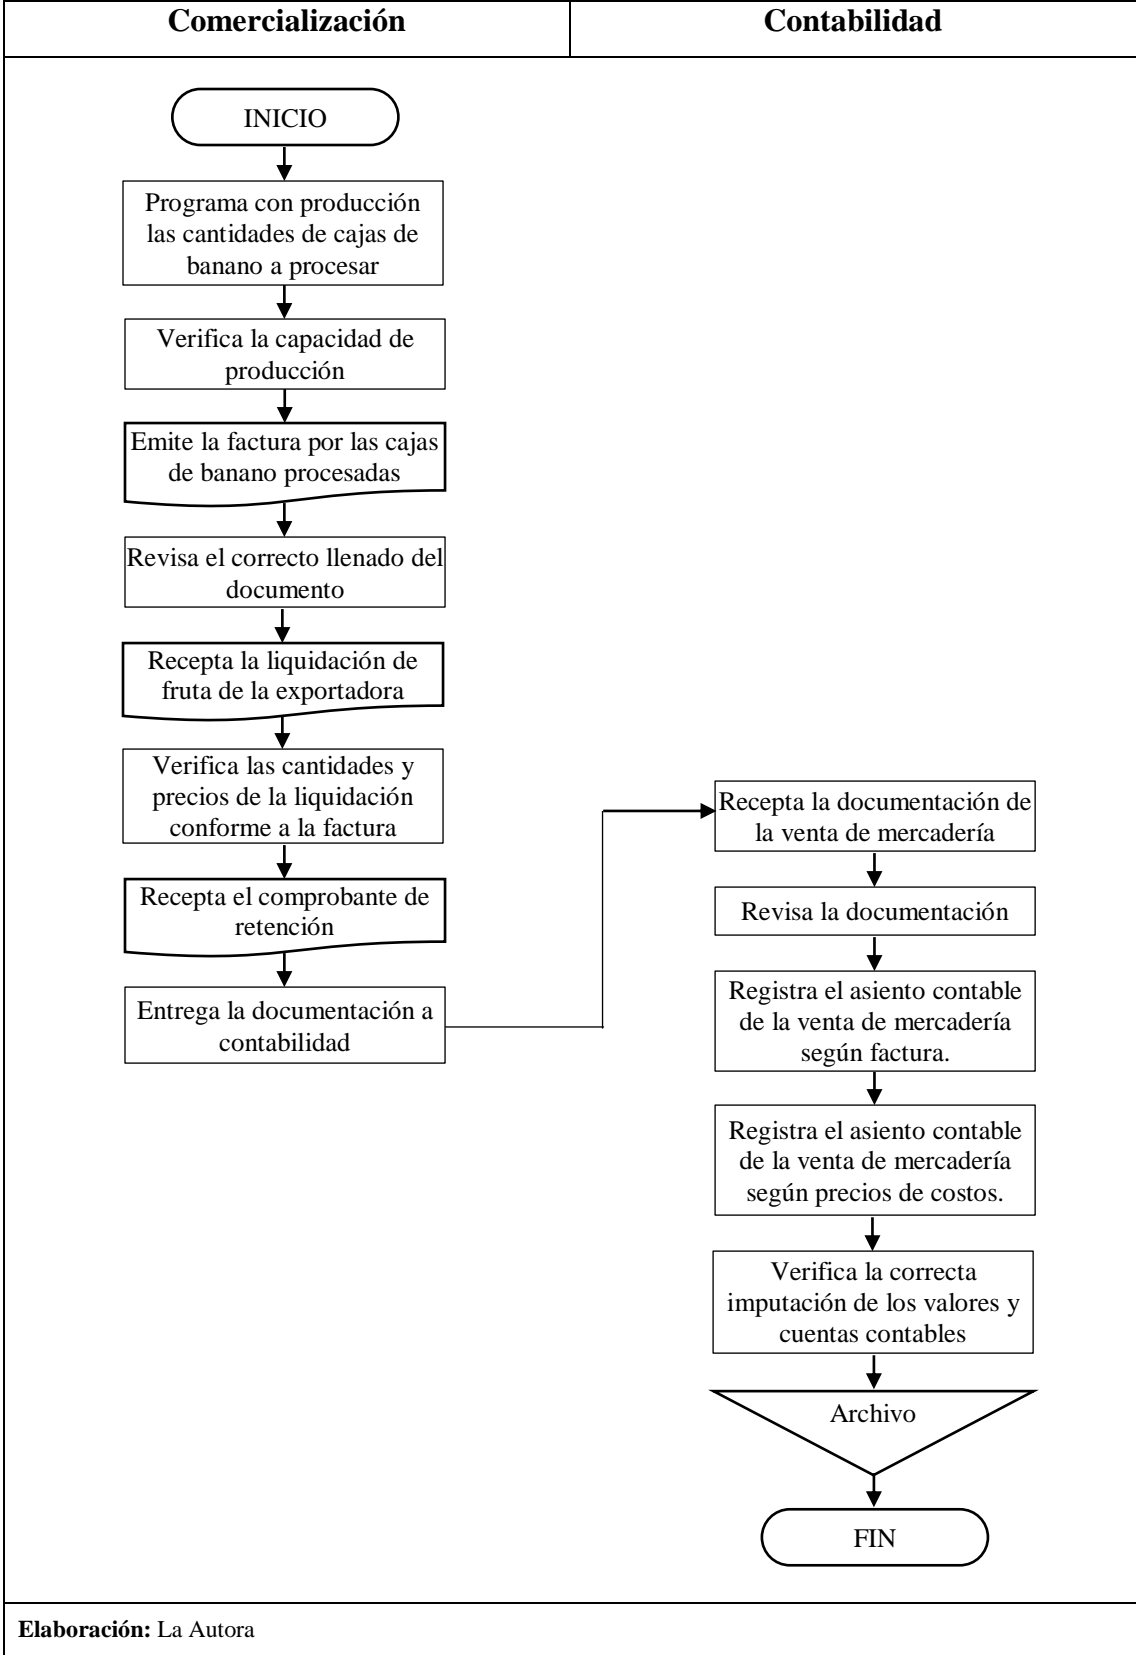 Comercialización
Contabilidad
INICIO
Programa con producción
las cantidades de cajas de
banano a procesar
Verifica la capacidad de
producción
Emite la factura por las cajas
de banano procesadas
Revisa el correcto llenado del
documento
Recepta la liquidación de
fruta de la exportadora
Verifica las cantidades y
precios de la liquidación
conforme a la factura
Recepta el comprobante de
retención
Entrega la documentación a
contabilidad
Recepta la documentación de
la venta de mercadería
Revisa la documentación
Registra el asiento contable
de la venta de mercadería
según factura.
Registra el asiento contable
de la venta de mercadería
según precios de costos.
Verifica la correcta
imputación de los valores y
cuentas contables
Archivo
FIN
Elaboración: La Autora